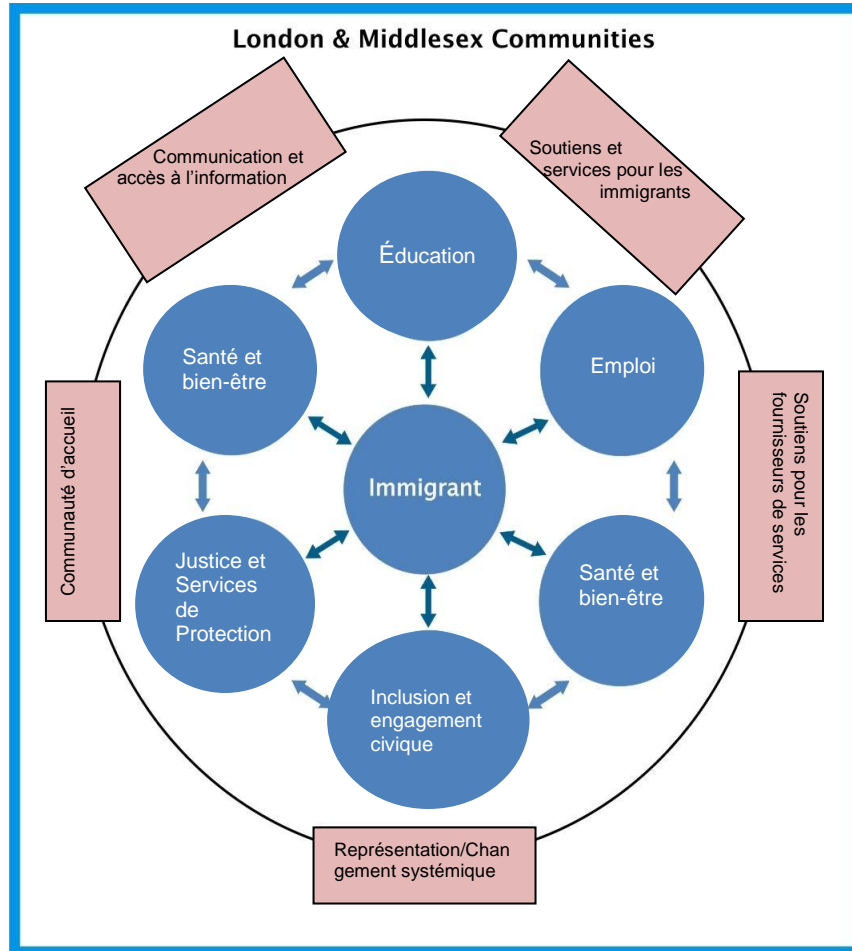 London & Middlesex Communities
Communication et
accès à l'information
Soutiens et
services pour les
immigrants
Éducation
Santé et
bien-être
Emploi
Communauté d'accueil
Immigrant
Soutiens pour les
fournisseurs de services
Justice et
Services
de
Protection
Santé et
bien-être
Inclusion et
engagement
civique
Représentation/Chan
gement systémique